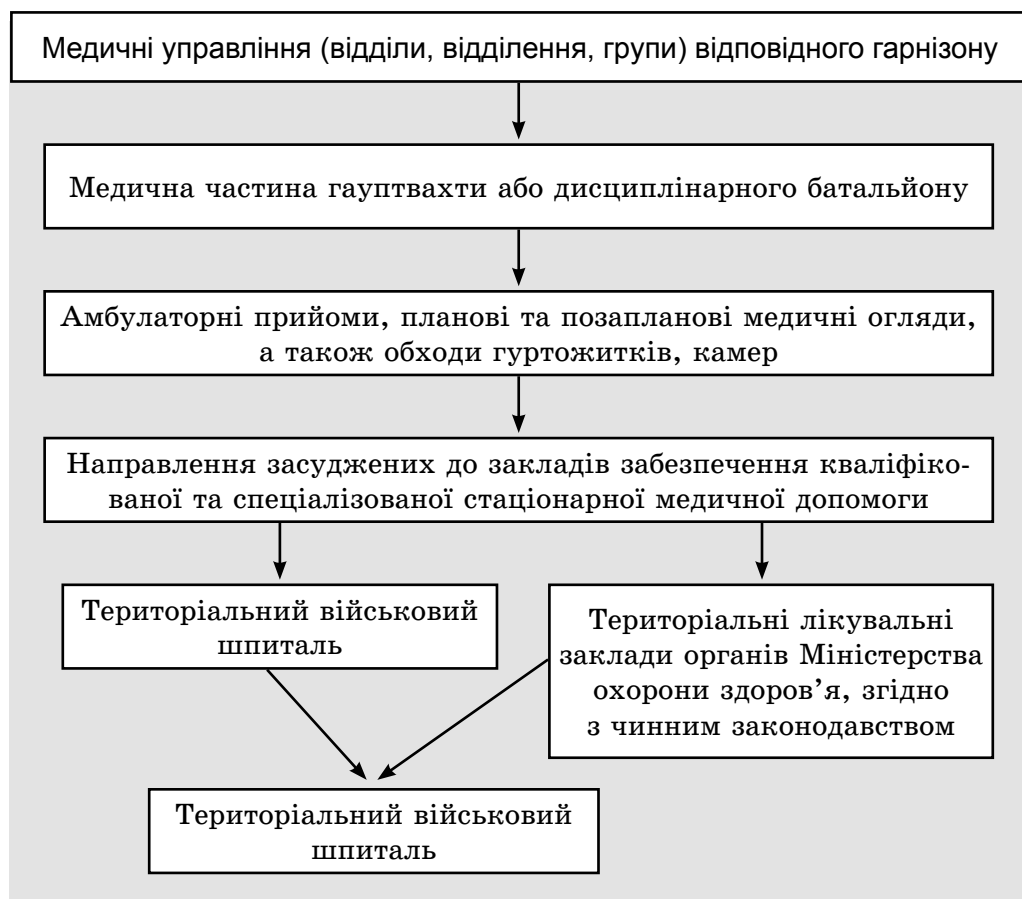 Медичні управління (відділи, відділення, групи) відповідного гарнізону
Медична частина гауптвахти або дисциплінарного батальйону
Амбулаторні прийоми, планові та позапланові медичні огляди,
а також обходи гуртожитків, камер
Направлення засуджених до закладів забезпечення кваліфіко-
ваної та спеціалізованої стаціонарної медичної допомоги
Територіальний військовий
шпиталь
Територіальні лікувальні
заклади органів Міністерства
охорони здоров’я, згідно
з чинним законодавством
Територіальний військовий
шпиталь